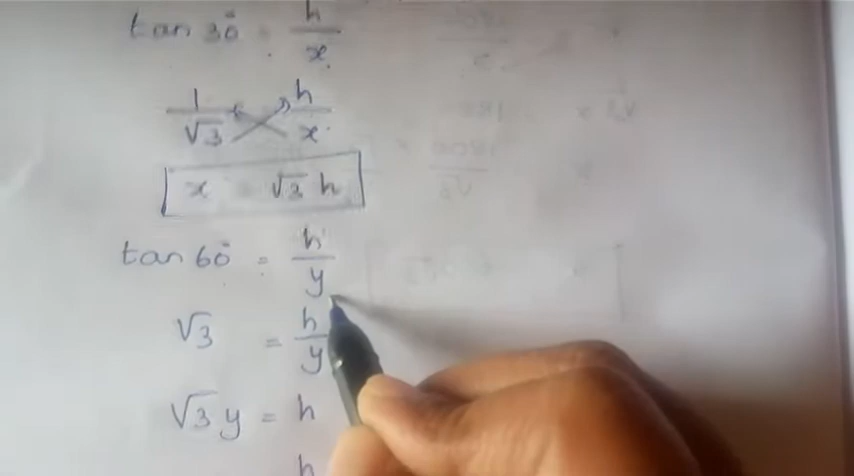 tan 30° = h/x
1/√3 h/x
x = √3 h
tan 60° = h/y
√3 = h/y
√3 y = h
h